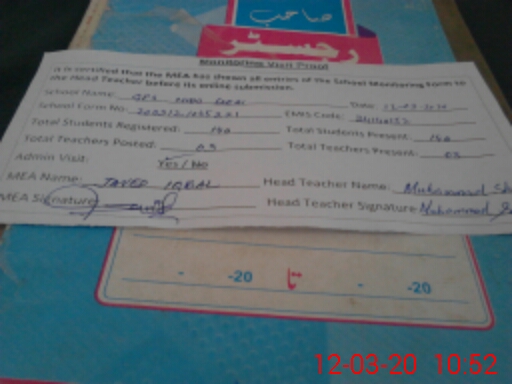 صاحب
رجسٹر
Monitoring Visit Proof
It is certified that the MEA has shown all entries of the School Monitoring Form to
the Head Teacher before its online submission.
School Name: GPS Date:
School Form No: EMIS Code:
Total Students Registered: 150 Total Students Present: 150
Total Teachers Posted: 03 Total Teachers Present: 03
Admin Visit: Yes / No
MEA Name: JAVED IQBAL Head Teacher Name: Muhammad
MEA Signature: Head Teacher Signature: Muhammad
- -20 تا - -20
12-03-20 10:52